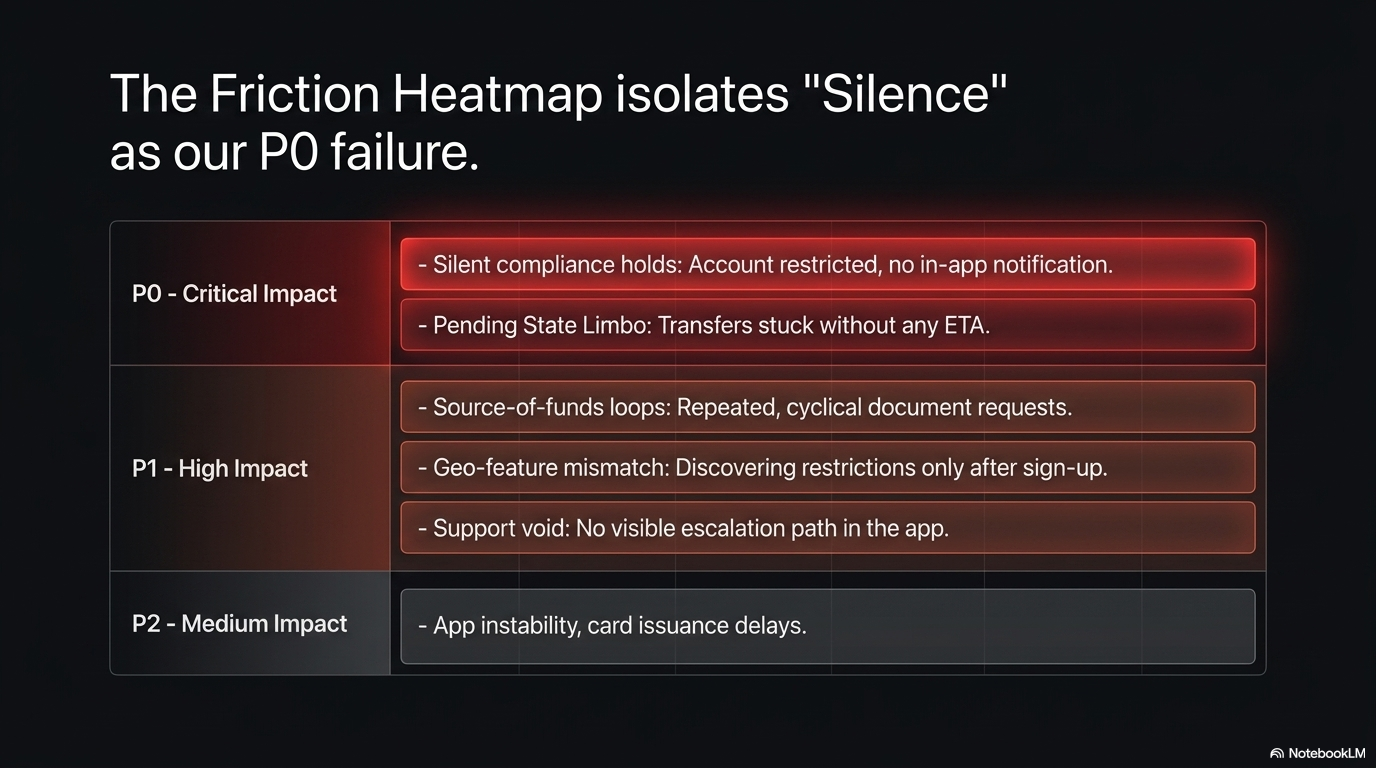 The Friction Heatmap isolates "Silence"
as our P0 failure.
P0 - Critical Impact
- Silent compliance holds: Account restricted, no in-app notification.
- Pending State Limbo: Transfers stuck without any ETA.
P1 - High Impact
- Source-of-funds loops: Repeated, cyclical document requests.
- Geo-feature mismatch: Discovering restrictions only after sign-up.
- Support void: No visible escalation path in the app.
P2 - Medium Impact
- App instability, card issuance delays.
NotebookLM